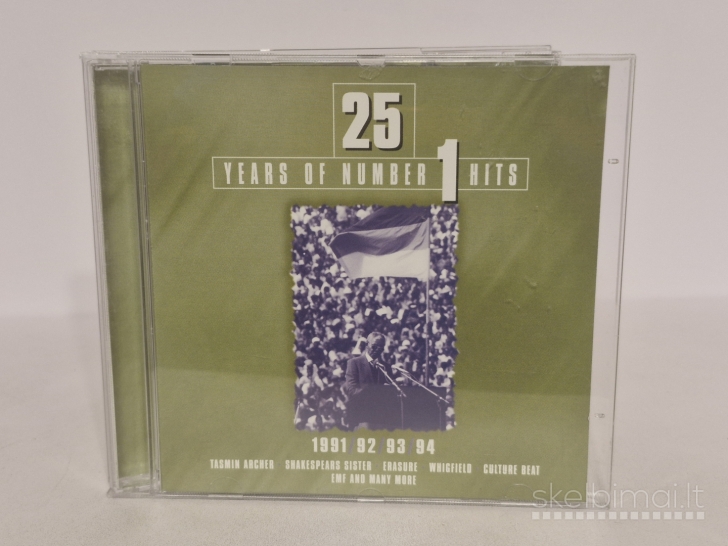 25
YEARS OF NUMBER 1 HITS
1991 92 93 94
TASMIN ARCHER SHAKESPEARS SISTER ERASURE WHIGFIELD CULTURE BEAT
EMF AND MANY MORE
skelbimai.lt